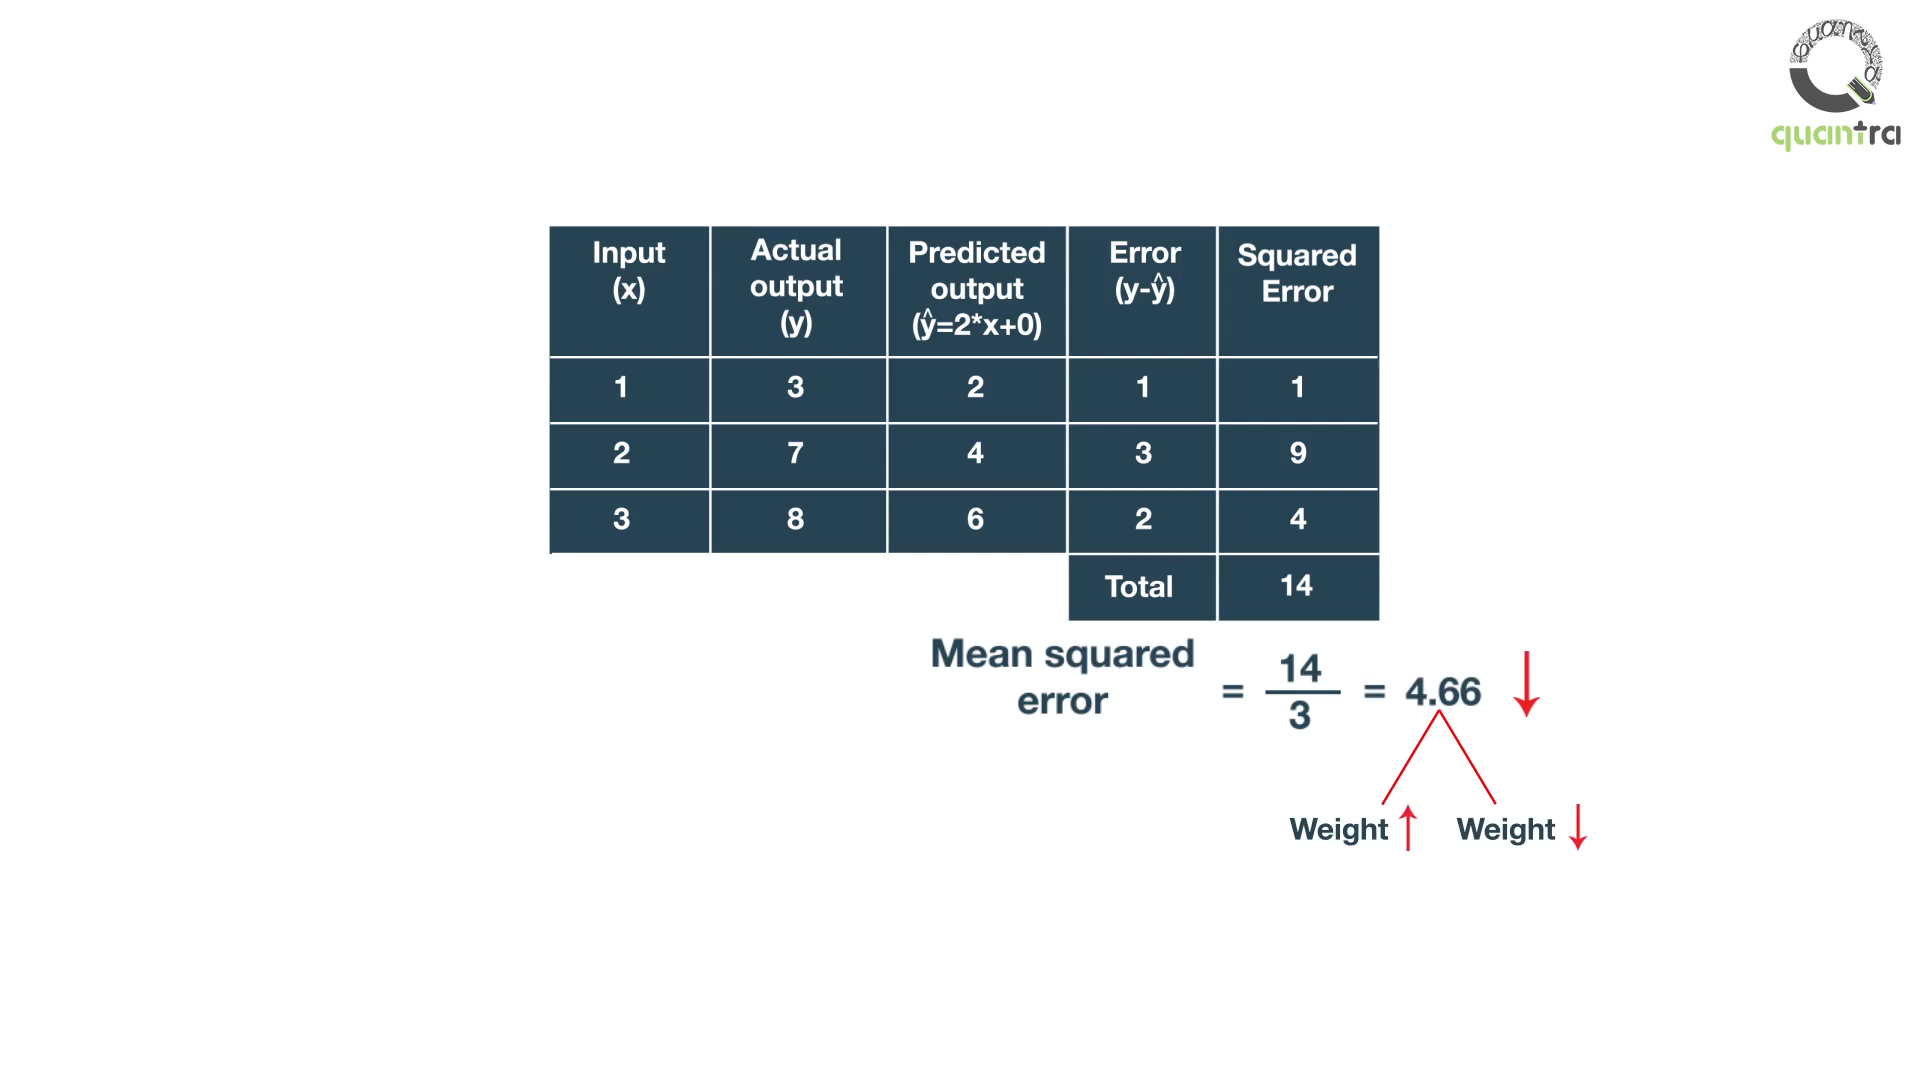 quantra
Input
(x)
Actual
output
(y)
Predicted
output
(ŷ=2*x+0)
Error
(y-ŷ)
Squared
Error
1 3 2 1 1
2 7 4 3 9
3 8 6 2 4
Total 14
Mean squared
error
= 14/3 = 4.66
Weight Weight